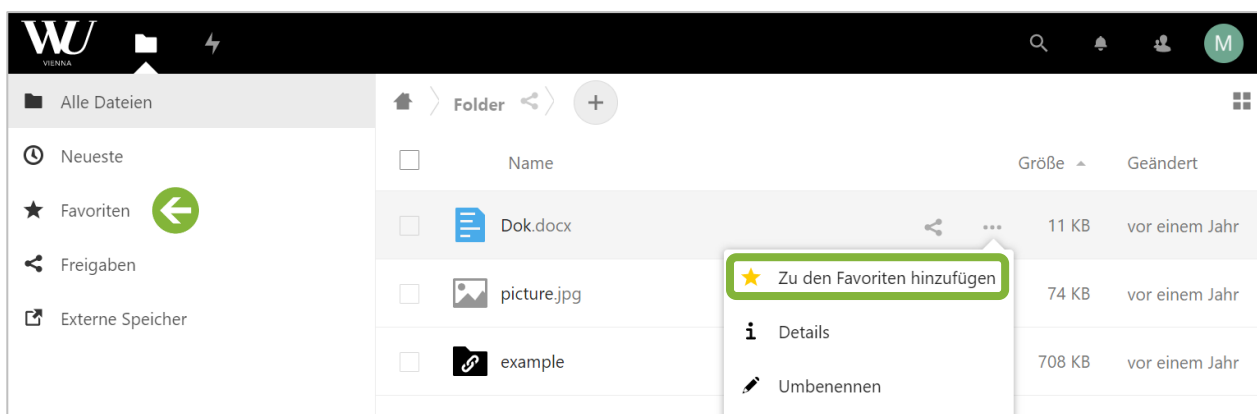 WU
VIENNA
M
Alle Dateien
Folder
+
Neueste
Name Größe Geändert
Favoriten
Dok.docx 11 KB vor einem Jahr
Freigaben
Zu den Favoriten hinzufügen
picture.jpg 74 KB vor einem Jahr
Externe Speicher
Details
example 708 KB vor einem Jahr
Umbenennen